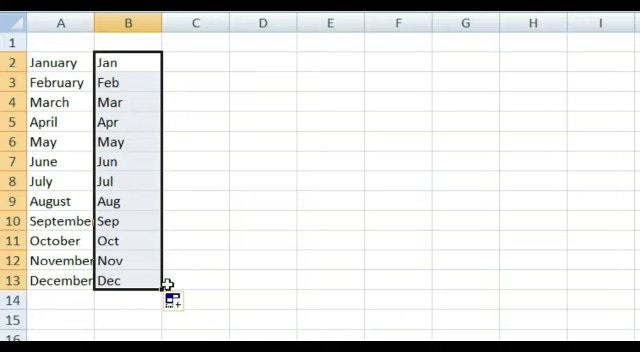 A B C D E F G H I
1
2 January Jan
3 February Feb
4 March Mar
5 April Apr
6 May May
7 June Jun
8 July Jul
9 August Aug
10 September Sep
11 October Oct
12 November Nov
13 December Dec
14
15
16